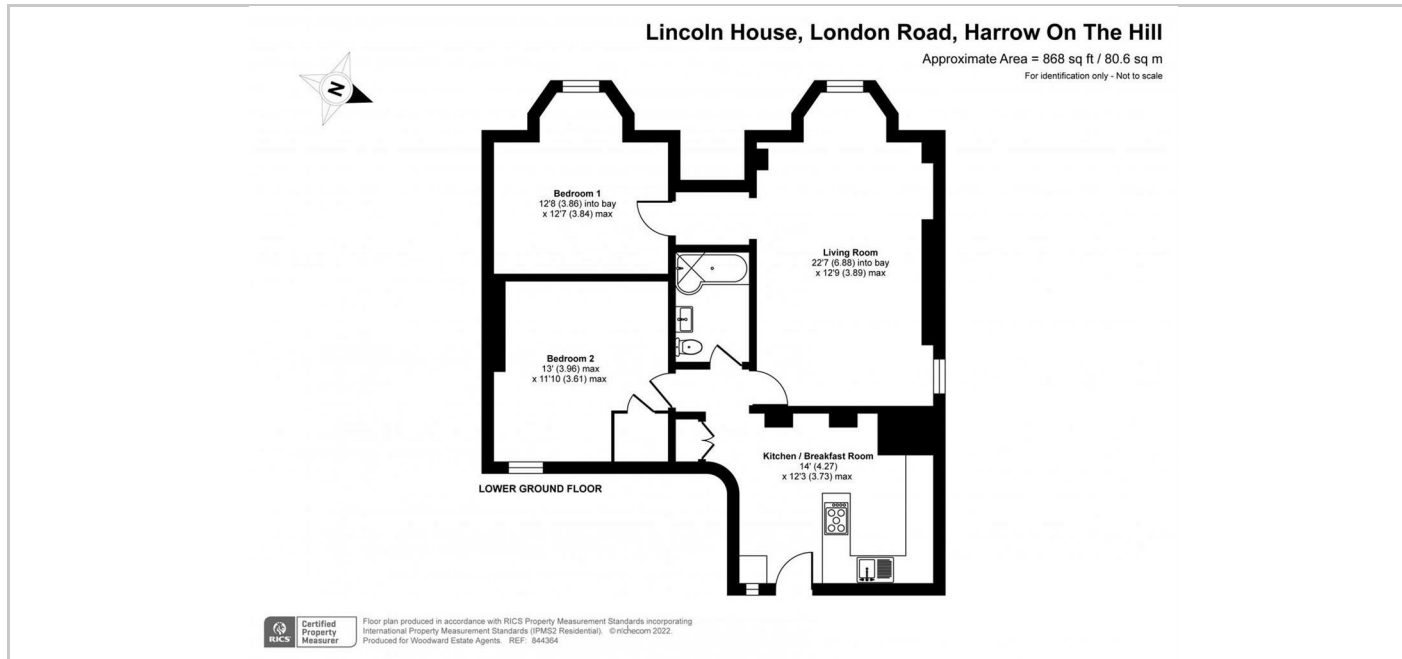 Lincoln House, London Road, Harrow On The Hill
Approximate Area = 868 sq ft / 80.6 sq m
For identification only - Not to scale
N
Bedroom 1
12'8 (3.86) into bay
x 12'7 (3.84) max
Living Room
22'7 (6.88) into bay
x 12'9 (3.89) max
Bedroom 2
13' (3.96) max
x 11'10 (3.61) max
Kitchen / Breakfast Room
14' (4.27)
x 12'3 (3.73) max
LOWER GROUND FLOOR
RICS
Certified
Property
Measurer
Floor plan produced in accordance with RICS Property Measurement Standards incorporating
International Property Measurement Standards (IPMS2 Residential). © nichecom 2022.
Produced for Woodward Estate Agents. REF: 844364